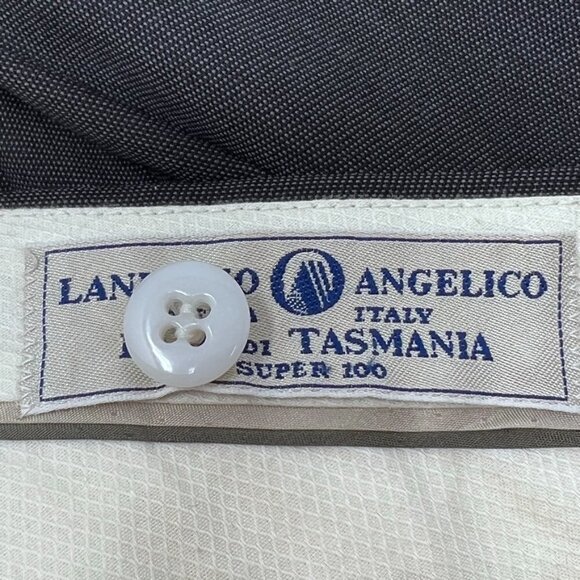 ANGELICO
ITALY
DI TASMANIA
SUPER 100